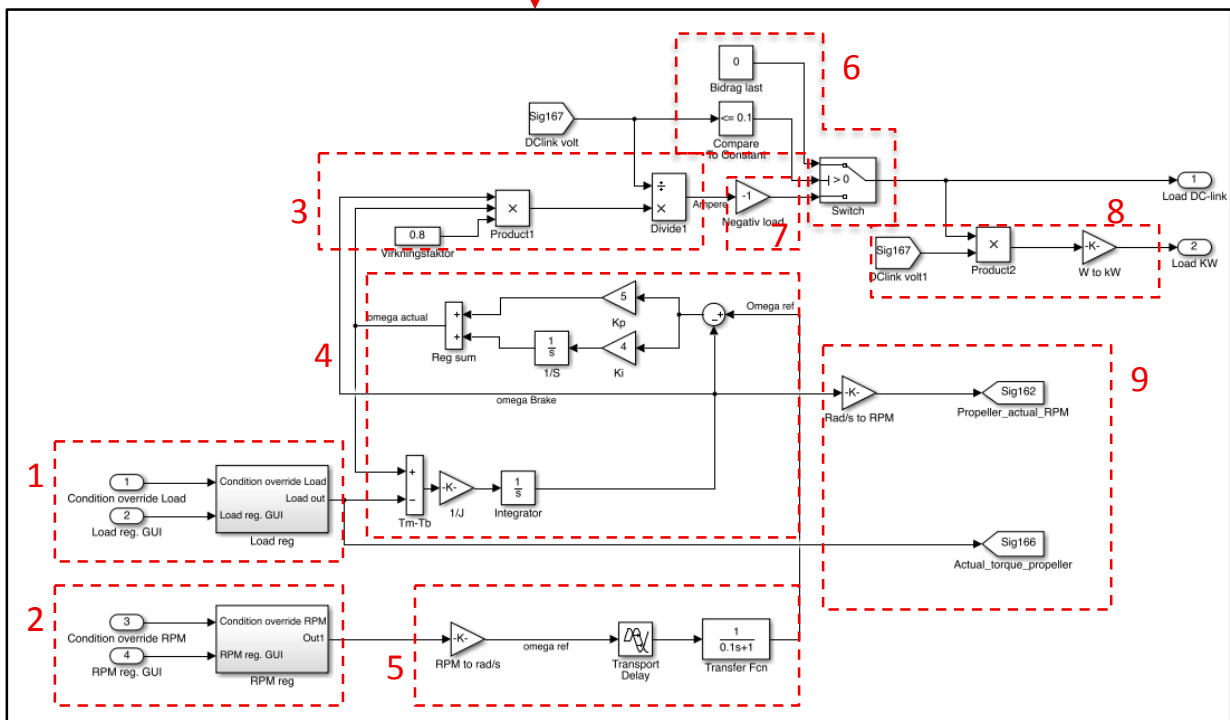 0
Bidrag last
6
Sig167
DClink volt
<= 0.1
Compare
To Constant
> 0
Switch
1
Load DC-link
3
×
Product1
0.8
Virkningsfaktor
÷
×
Divide1
Ampere
-1
Negativ load
7
8
Sig167
DClink volt1
×
Product2
-K-
W to kW
2
Load KW
4
omega actual
+
+
Reg sum
5
Kp
1
s
1/S
4
Ki
− +
Omega ref
omega Brake
9
-K-
Rad/s to RPM
Sig162
Propeller_actual_RPM
1
1
Condition override Load
2
Load reg. GUI
Condition override Load
Load out
Load reg. GUI
Load reg
+
−
Tm-Tb
-K-
1/J
1
s
Integrator
Sig166
Actual_torque_propeller
2
3
Condition override RPM
4
RPM reg. GUI
Condition override RPM
Out1
RPM reg. GUI
RPM reg
5
-K-
RPM to rad/s
omega ref
Transport
Delay
1
0.1s+1
Transfer Fcn